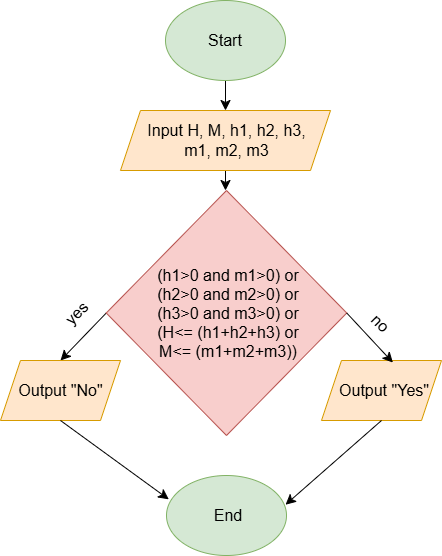 Start
Input H, M, h1, h2, h3,
m1, m2, m3
(h1>0 and m1>0) or
(h2>0 and m2>0) or
(h3>0 and m3>0) or
(H<= (h1+h2+h3) or
M<= (m1+m2+m3))
yes
no
Output "No"
Output "Yes"
End